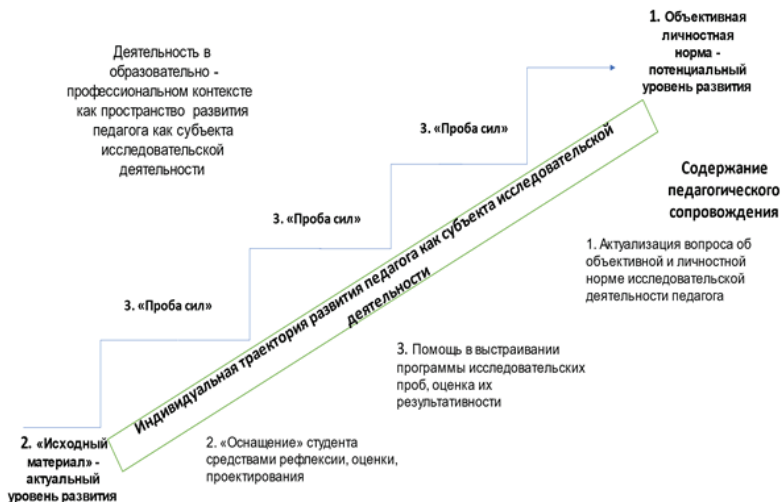 1. Объективная
личностная
норма -
потенциальный
уровень развития
Деятельность в
образовательно -
профессиональном контексте
как пространство развития
педагога как субъекта
исследовательской
деятельности
3. «Проба сил»
3. «Проба сил»
3. «Проба сил»
Индивидуальная траектория развития педагога как субъекта исследовательской
деятельности
Содержание
педагогического
сопровождения
1. Актуализация вопроса об
объективной и личностной
норме исследовательской
деятельности педагога
3. Помощь в выстраивании
программы исследовательских
проб, оценка их
результативности
2. «Исходный
материал» -
актуальный
уровень развития
2. «Оснащение» студента
средствами рефлексии, оценки,
проектирования